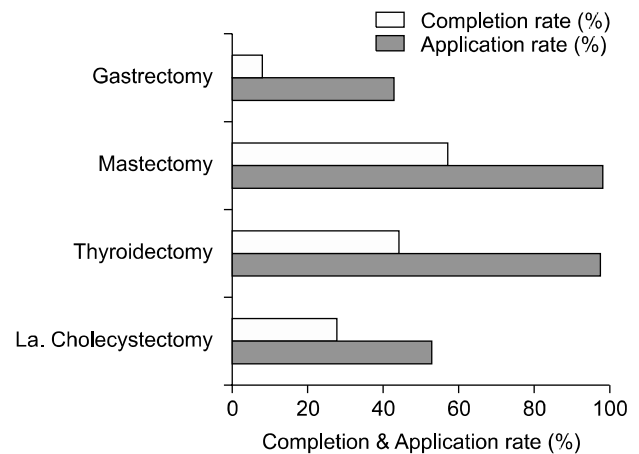 Completion rate (%)
Application rate (%)
Gastrectomy
Mastectomy
Thyroidectomy
La. Cholecystectomy
0 20 40 60 80 100
Completion & Application rate (%)